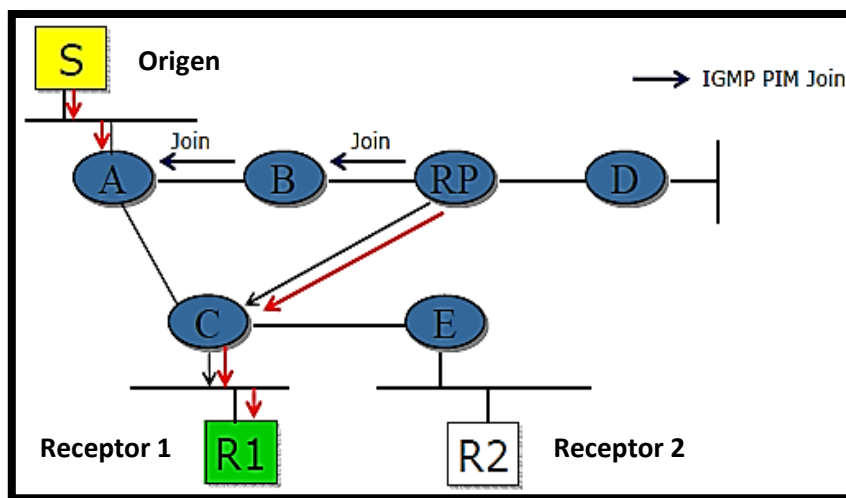 S
Origen
IGMP PIM Join
Join
Join
A
B
RP
D
C
E
Receptor 1
R1
R2
Receptor 2